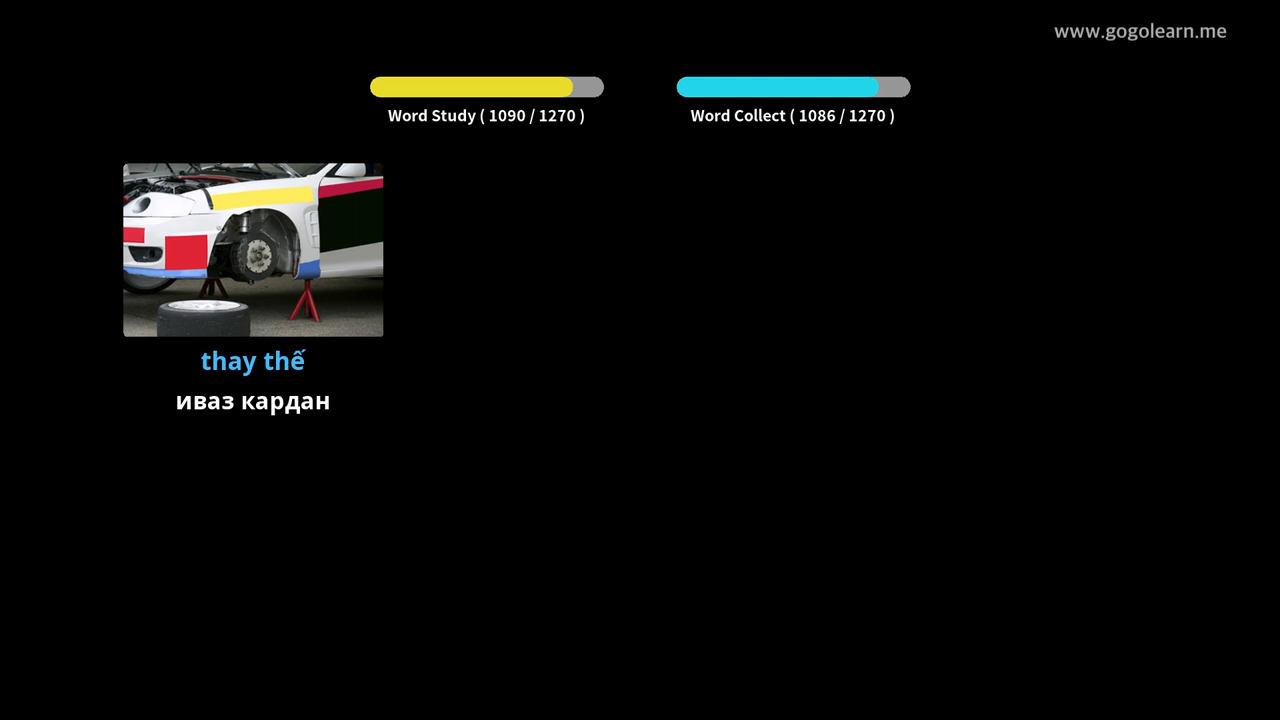 www.gogolearn.me
Word Study ( 1090 / 1270 )
Word Collect ( 1086 / 1270 )
thay thế
иваз кардан